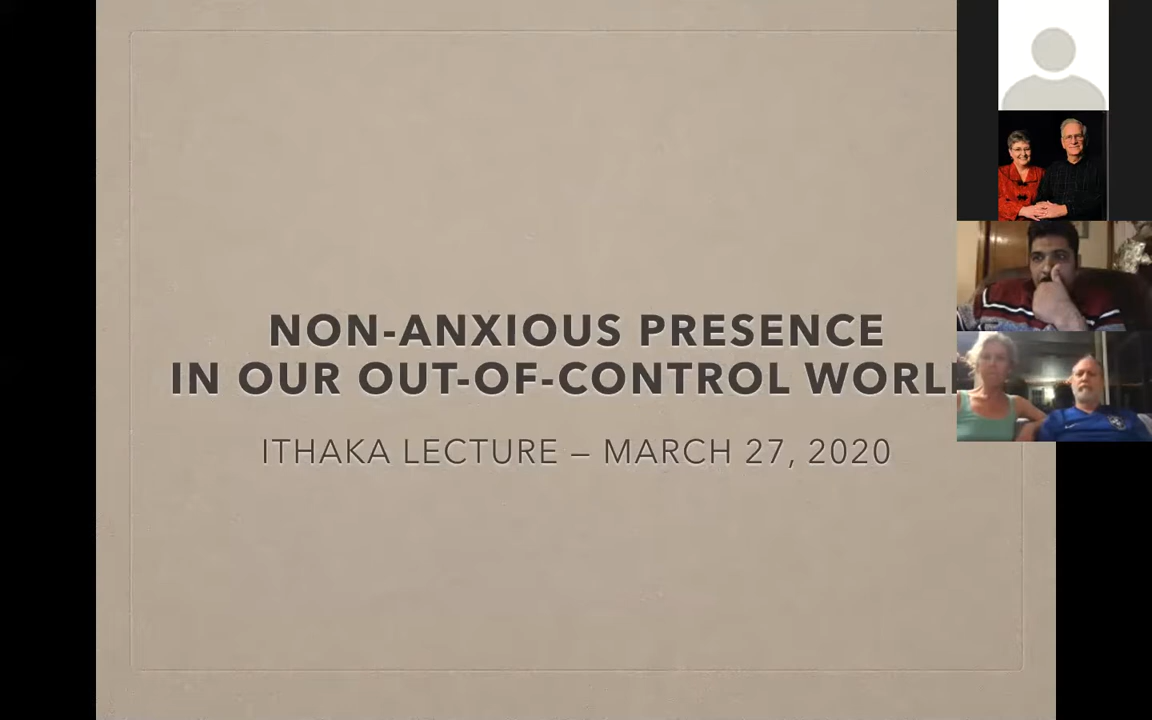 NON-ANXIOUS PRESENCE
IN OUR OUT-OF-CONTROL WORL
ITHAKA LECTURE – MARCH 27, 2020